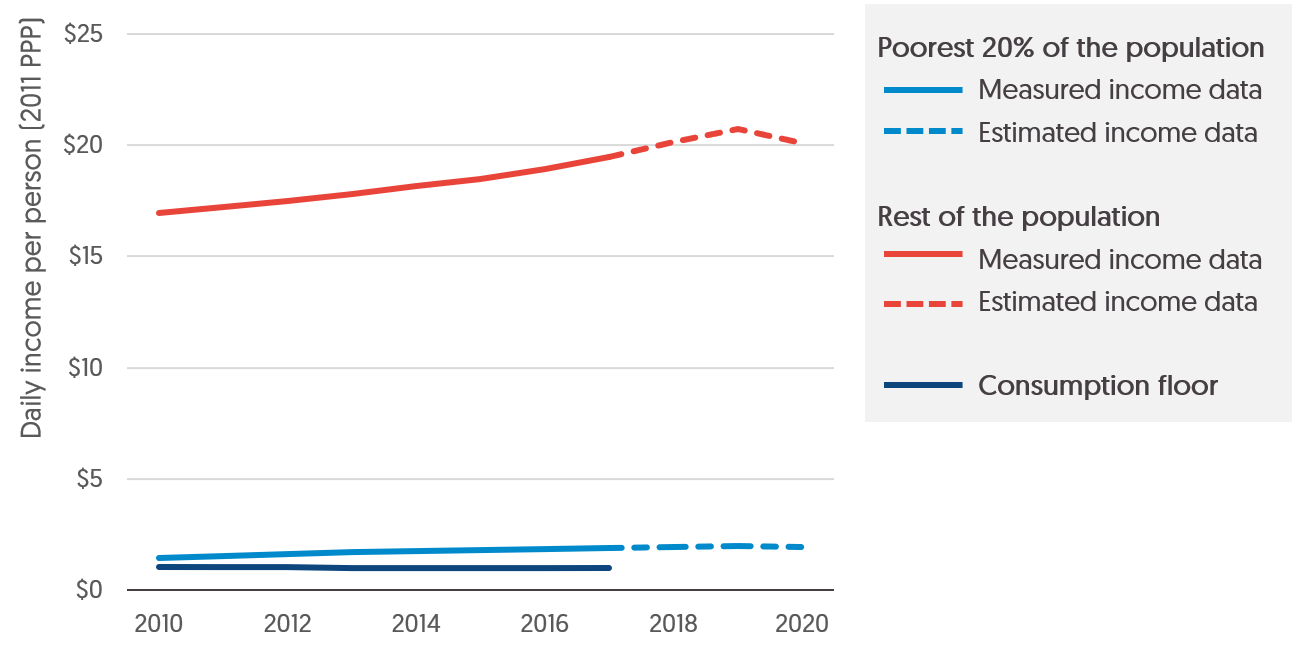 Daily income per person (2011 PPP)
$25
$20
$15
$10
$5
$0
2010
2012
2014
2016
2018
2020
Poorest 20% of the population
Measured income data
Estimated income data
Rest of the population
Measured income data
Estimated income data
Consumption floor